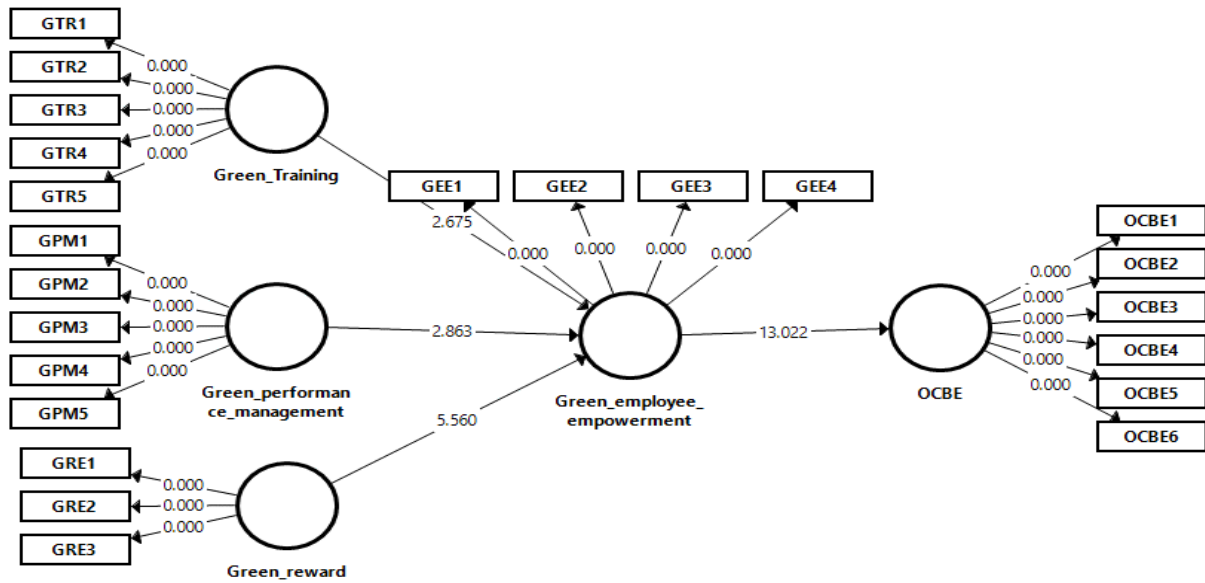 GTR1
0.000
GTR2
0.000
GTR3
0.000
GTR4
0.000
GTR5
0.000
Green_Training
2.675
GEE1
GEE2
GEE3
GEE4
0.000
0.000
0.000
0.000
GPM1
0.000
GPM2
0.000
GPM3
0.000
GPM4
0.000
GPM5
0.000
Green_performan
ce_management
2.863
Green_employee_
empowerment
13.022
OCBE
0.000
0.000
0.000
0.000
0.000
0.000
OCBE1
OCBE2
OCBE3
OCBE4
OCBE5
OCBE6
5.560
GRE1
0.000
GRE2
0.000
GRE3
0.000
Green_reward